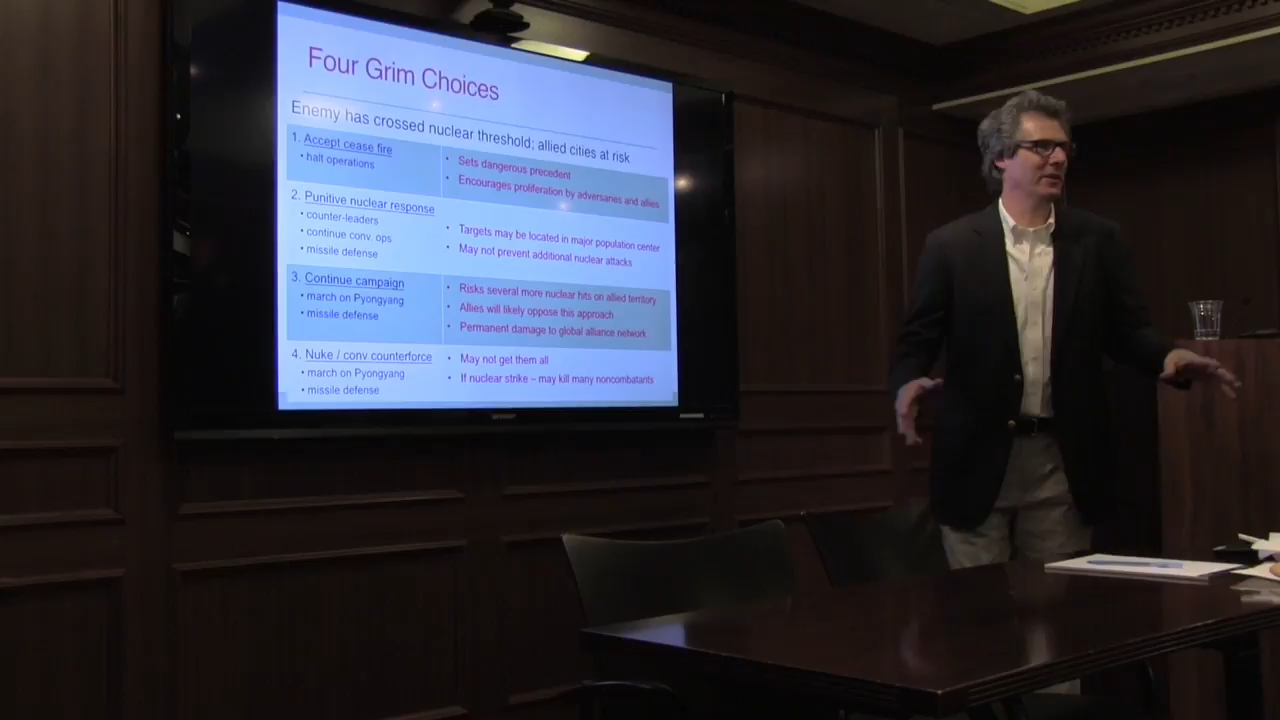 Four Grim Choices
Enemy has crossed nuclear threshold; allied cities at risk
1. Accept cease fire
• halt operations
• Sets dangerous precedent
• Encourages proliferation by adversaries and allies
2. Punitive nuclear response
• counter-leaders
• continue conv. ops
• missile defense
• Targets may be located in major population center
• May not prevent additional nuclear attacks
3. Continue campaign
• march on Pyongyang
• missile defense
• Risks several more nuclear hits on allied territory
• Allies will likely oppose this approach
• Permanent damage to global alliance network
4. Nuke / conv counterforce
• march on Pyongyang
• missile defense
• May not get them all
• If nuclear strike – may kill many noncombatants